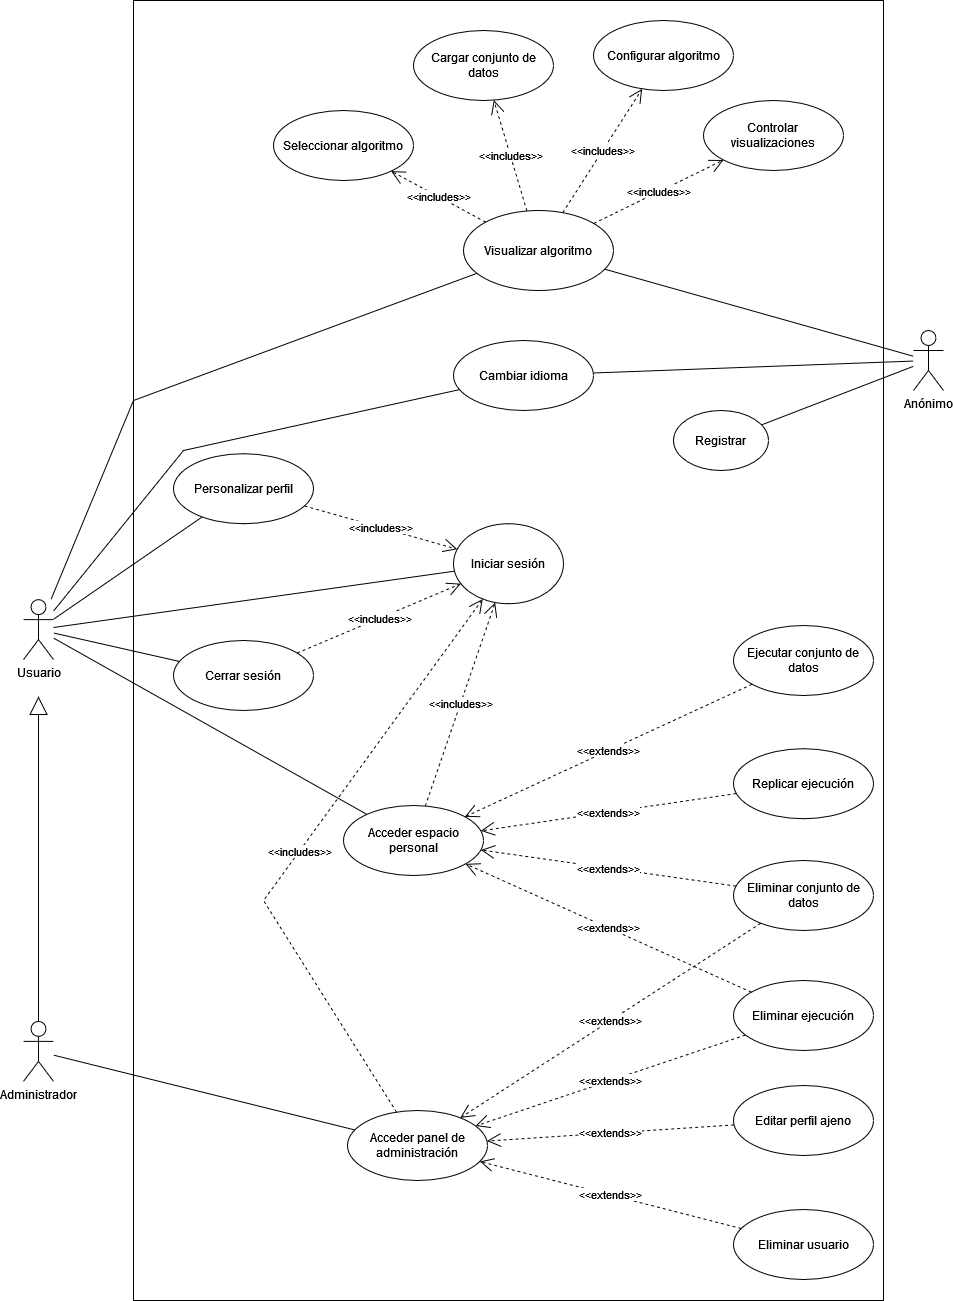 Cargar conjunto de
datos
Configurar algoritmo
Controlar
visualizaciones
Seleccionar algoritmo
<<includes>>
<<includes>>
<<includes>>
<<includes>>
Visualizar algoritmo
Cambiar idioma
Anónimo
Registrar
Personalizar perfil
<<includes>>
Iniciar sesión
<<includes>>
Usuario
Cerrar sesión
Ejecutar conjunto de
datos
<<includes>>
<<extends>>
Replicar ejecución
<<extends>>
Acceder espacio
personal
<<includes>>
<<extends>>
Eliminar conjunto de
datos
<<extends>>
Eliminar ejecución
<<extends>>
<<extends>>
Administrador
Editar perfil ajeno
<<extends>>
Acceder panel de
administración
<<extends>>
Eliminar usuario